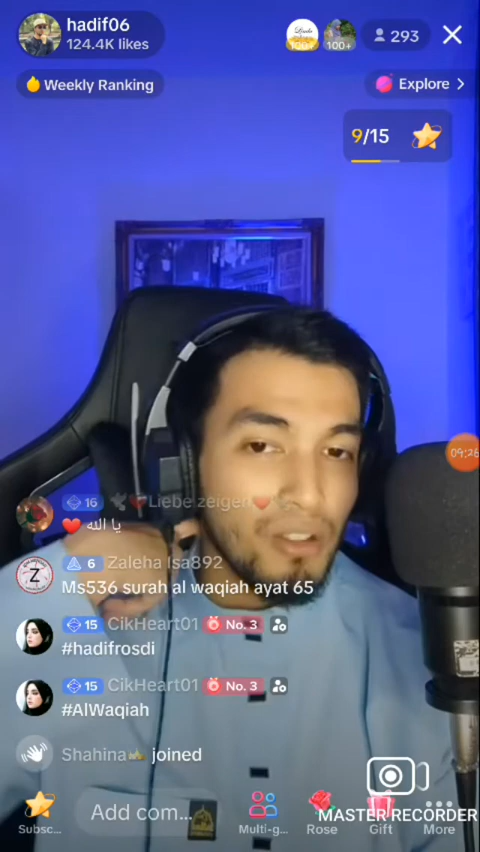 hadif06
124.4K likes
100+
100+
293
Weekly Ranking
Explore
9/15
09:26
16 Liebe zeigen
يا الله
6 Zaleha Isa892
Ms536 surah al waqiah ayat 65
15 CikHeart01 No. 3
#hadifrosdi
15 CikHeart01 No. 3
#AlWaqiah
Shahina joined
Subsc...
Add com...
Multi-g...
Rose
Gift
More
MASTER RECORDER